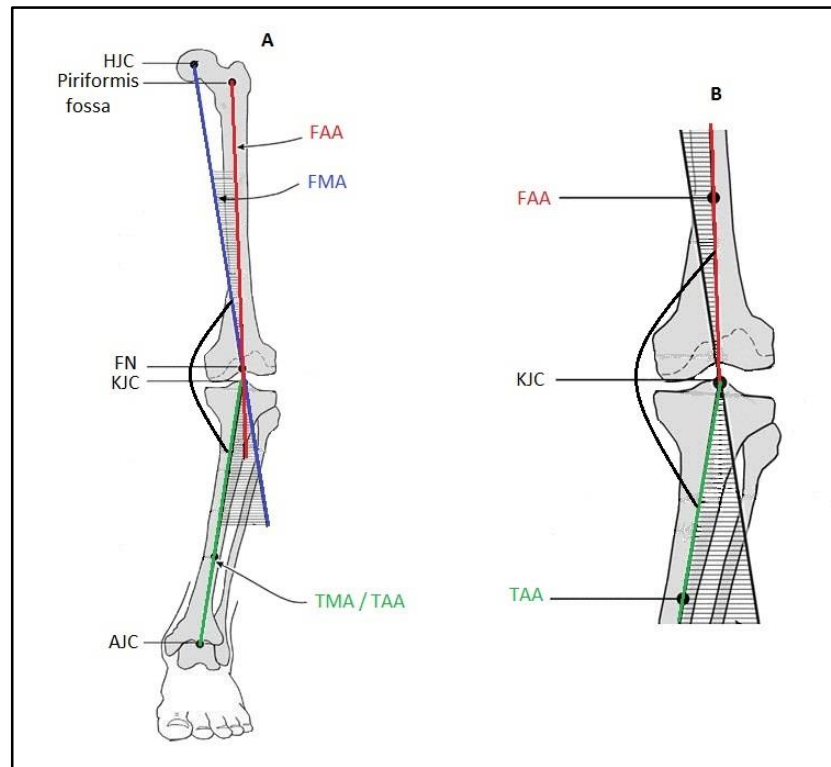 A
HJC
Piriformis
fossa
FAA
FMA
FN
KJC
TMA / TAA
AJC
B
FAA
KJC
TAA